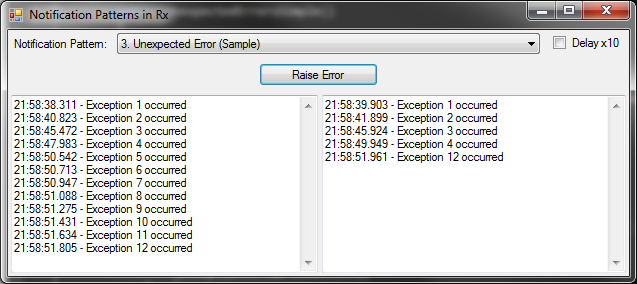 Notification Patterns in Rx
Notification Pattern: 3. Unexpected Error (Sample) Delay x10
Raise Error
21:58:38.311 - Exception 1 occurred
21:58:40.823 - Exception 2 occurred
21:58:45.472 - Exception 3 occurred
21:58:47.983 - Exception 4 occurred
21:58:50.542 - Exception 5 occurred
21:58:50.713 - Exception 6 occurred
21:58:50.947 - Exception 7 occurred
21:58:51.088 - Exception 8 occurred
21:58:51.275 - Exception 9 occurred
21:58:51.431 - Exception 10 occurred
21:58:51.634 - Exception 11 occurred
21:58:51.805 - Exception 12 occurred
21:58:39.903 - Exception 1 occurred
21:58:41.899 - Exception 2 occurred
21:58:45.924 - Exception 3 occurred
21:58:49.949 - Exception 4 occurred
21:58:51.961 - Exception 12 occurred